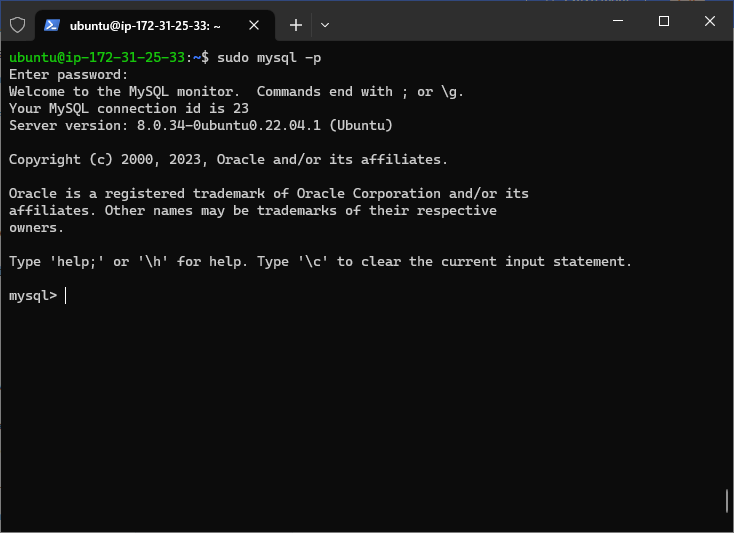 ubuntu@ip-172-31-25-33: ~
ubuntu@ip-172-31-25-33:~$ sudo mysql -p
Enter password:
Welcome to the MySQL monitor.  Commands end with ; or \g.
Your MySQL connection id is 23
Server version: 8.0.34-0ubuntu0.22.04.1 (Ubuntu)
Copyright (c) 2000, 2023, Oracle and/or its affiliates.
Oracle is a registered trademark of Oracle Corporation and/or its
affiliates. Other names may be trademarks of their respective
owners.
Type 'help;' or '\h' for help. Type '\c' to clear the current input statement.
mysql>